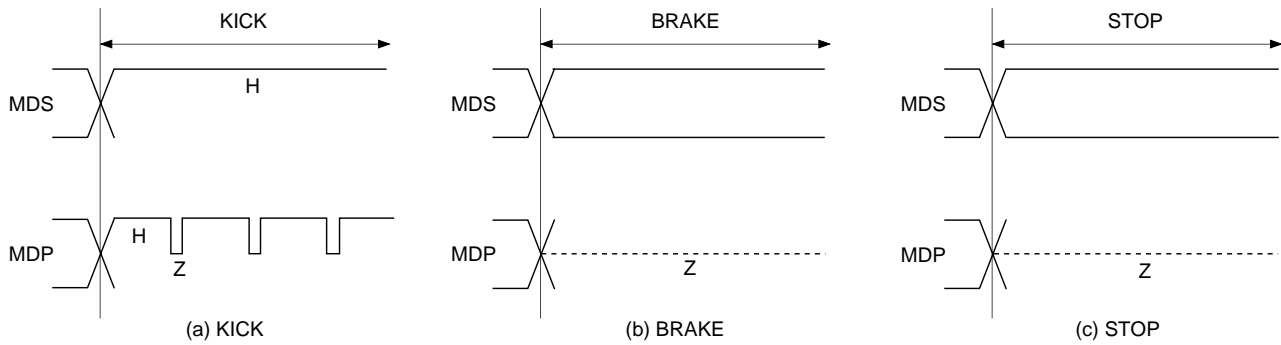 KICK
BRAKE
STOP
MDS
H
MDS
MDS
MDP
H
Z
MDP
Z
MDP
Z
(a) KICK
(b) BRAKE
(c) STOP